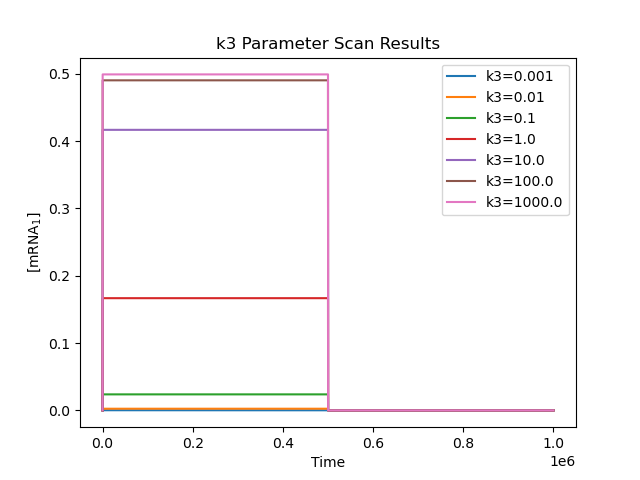 k3 Parameter Scan Results
k3=0.001
k3=0.01
k3=0.1
k3=1.0
k3=10.0
k3=100.0
k3=1000.0
[mRNA₁]
0.5
0.4
0.3
0.2
0.1
0.0
0.0 0.2 0.4 0.6 0.8 1.0
1e6
Time